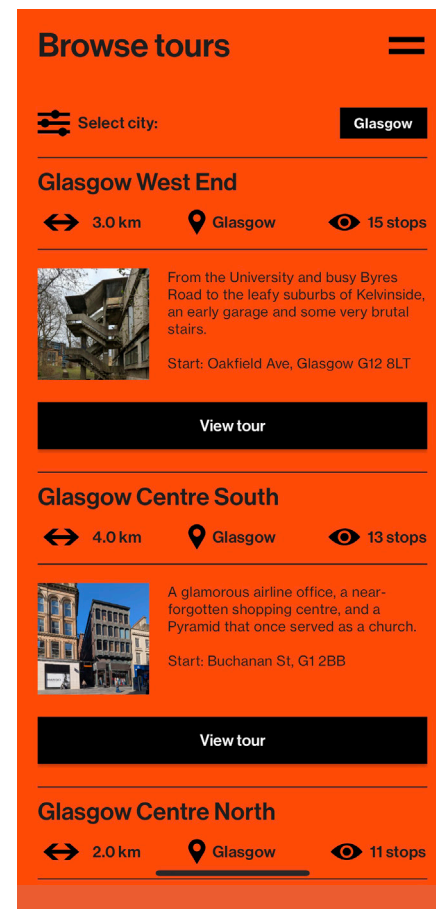 Browse tours
Select city:
Glasgow
Glasgow West End
3.0 km
Glasgow
15 stops
From the University and busy Byres
Road to the leafy suburbs of Kelvinside,
an early garage and some very brutal
stairs.
Start: Oakfield Ave, Glasgow G12 8LT
View tour
Glasgow Centre South
4.0 km
Glasgow
13 stops
A glamorous airline office, a near-
forgotten shopping centre, and a
Pyramid that once served as a church.
Start: Buchanan St, G1 2BB
View tour
Glasgow Centre North
2.0 km
Glasgow
11 stops